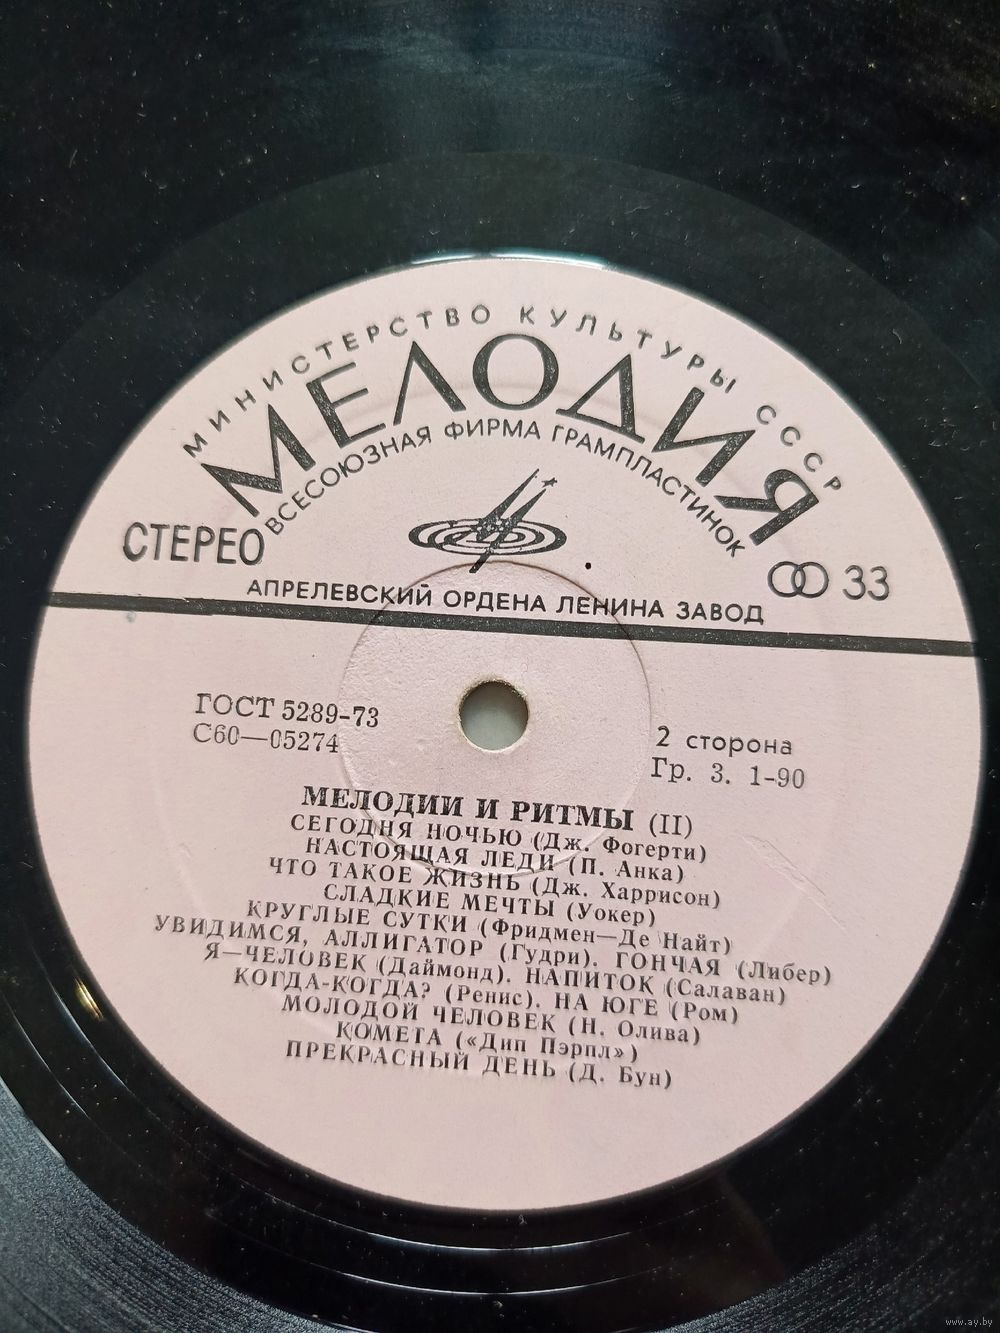 МИНИСТЕРСТВО КУЛЬТУРЫ СССР
МЕЛОДИЯ
ВСЕСОЮЗНАЯ ФИРМА ГРАМПЛАСТИНОК
СТЕРЕО
33
АПРЕЛЕВСКИЙ ОРДЕНА ЛЕНИНА ЗАВОД
ГОСТ 5289-73
С60—05274
2 сторона
Гр. 3. 1-90
МЕЛОДИИ И РИТМЫ (II)
СЕГОДНЯ НОЧЬЮ (Дж. Фогерти)
НАСТОЯЩАЯ ЛЕДИ (П. Анка)
ЧТО ТАКОЕ ЖИЗНЬ (Дж. Харрисон)
СЛАДКИЕ МЕЧТЫ (Уокер)
КРУГЛЫЕ СУТКИ (Фридмен—Де Найт)
УВИДИМСЯ, АЛЛИГАТОР (Гудри). ГОНЧАЯ (Либер)
Я—ЧЕЛОВЕК (Даймонд). НАПИТОК (Салаван)
КОГДА-КОГДА? (Ренис). НА ЮГЕ (Ром)
МОЛОДОЙ ЧЕЛОВЕК (Н. Олива)
КОМЕТА («Дип Пэрпл»)
ПРЕКРАСНЫЙ ДЕНЬ (Д. Бун)
www.ay.by